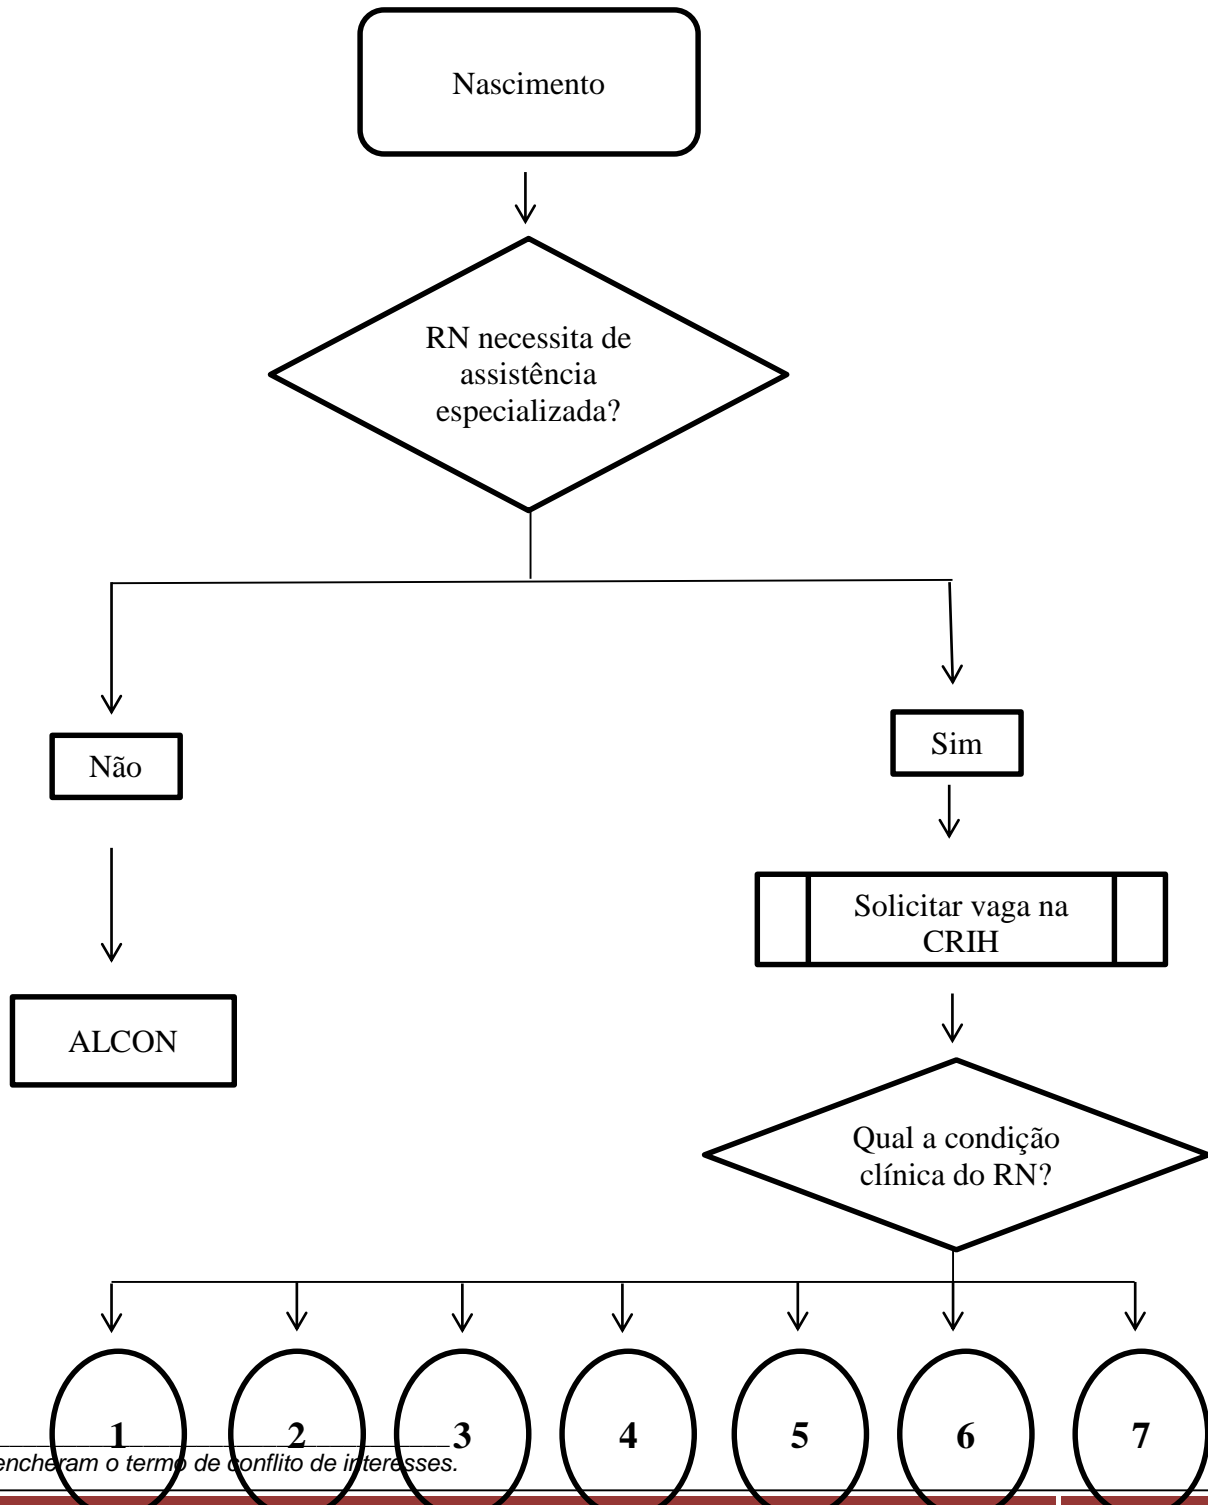 Nascimento
RN necessita de
assistência
especializada?
Não
Sim
Solicitar vaga na
CRIH
ALCON
Qual a condição
clínica do RN?
1
2
3
4
5
6
7
o termo de conflito de interesses.